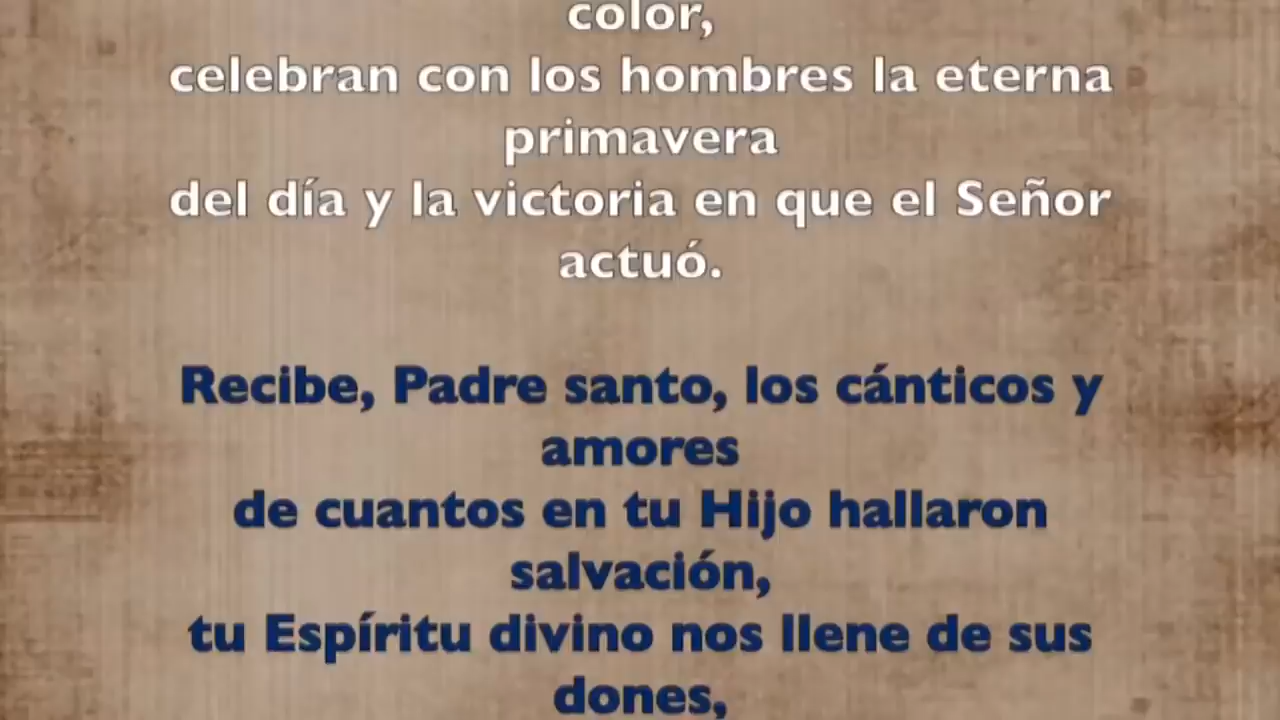 color,
celebran con los hombres la eterna
primavera
del día y la victoria en que el Señor
actuó.
Recibe, Padre santo, los cánticos y
amores
de cuantos en tu Hijo hallaron
salvación,
tu Espíritu divino nos llene de sus
dones,